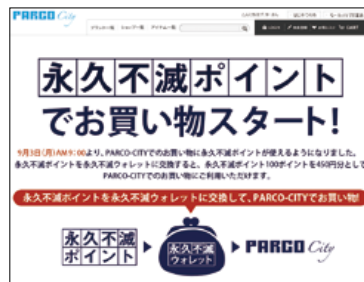 PARCO City
永久不滅ポイント
でお買い物スタート!
9月3日(月)AM9:00より、PARCO-CITYでのお買い物に永久不滅ポイントが使えるようになりました。
永久不滅ポイントを永久不滅ウォレットに交換すると、永久不滅ポイント100ポイントを450円分として
PARCO-CITYでのお買い物にご利用いただけます。
永久不滅ポイントを永久不滅ウォレットに交換して、PARCO-CITYでお買い物!
永久不滅
ポイント
永久不滅
ウォレット
PARCO City